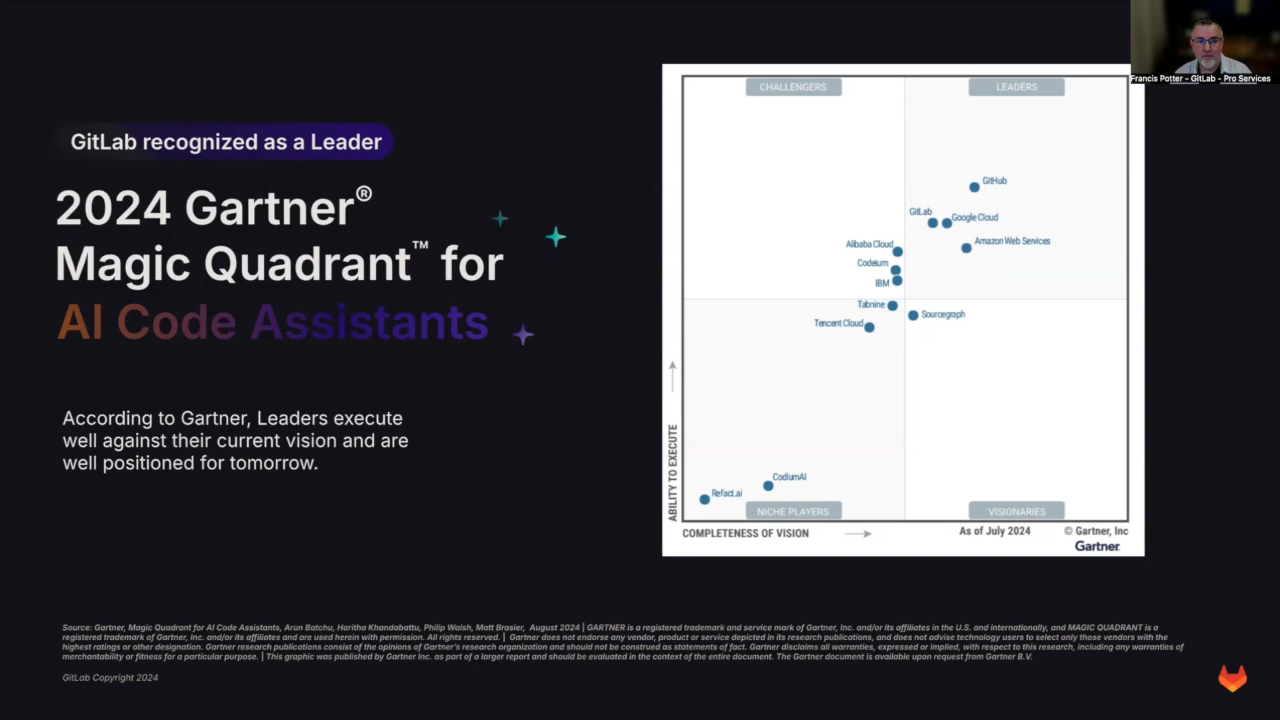 Francis Potter - GitLab - Pro Services
GitLab recognized as a Leader
2024 Gartner®
Magic Quadrant™ for
AI Code Assistants
According to Gartner, Leaders execute
well against their current vision and are
well positioned for tomorrow.
CHALLENGERS
LEADERS
GitHub
GitLab
Google Cloud
Amazon Web Services
Alibaba Cloud
Codeium
IBM
Tabnine
Sourcegraph
Tencent Cloud
CodiumAI
Refact.ai
NICHE PLAYERS
VISIONARIES
ABILITY TO EXECUTE
COMPLETENESS OF VISION
As of July 2024
© Gartner, Inc
Gartner
Source: Gartner, Magic Quadrant for AI Code Assistants, Arun Batchu, Haritha Khandabattu, Philip Walsh, Matt Brasier, August 2024 | GARTNER is a registered trademark and service mark of Gartner, Inc. and/or its affiliates in the U.S. and internationally, and MAGIC QUADRANT is a
registered trademark of Gartner, Inc. and/or its affiliates and are used herein with permission. All rights reserved. | Gartner does not endorse any vendor, product or service depicted in its research publications, and does not advise technology users to select only those vendors with the
highest ratings or other designation. Gartner research publications consist of the opinions of Gartner's research organization and should not be construed as statements of fact. Gartner disclaims all warranties, expressed or implied, with respect to this research, including any warranties of
merchantability or fitness for a particular purpose. | This graphic was published by Gartner Inc. as part of a larger report and should be evaluated in the context of the entire document. The Gartner document is available upon request from Gartner B.V.
GitLab Copyright 2024